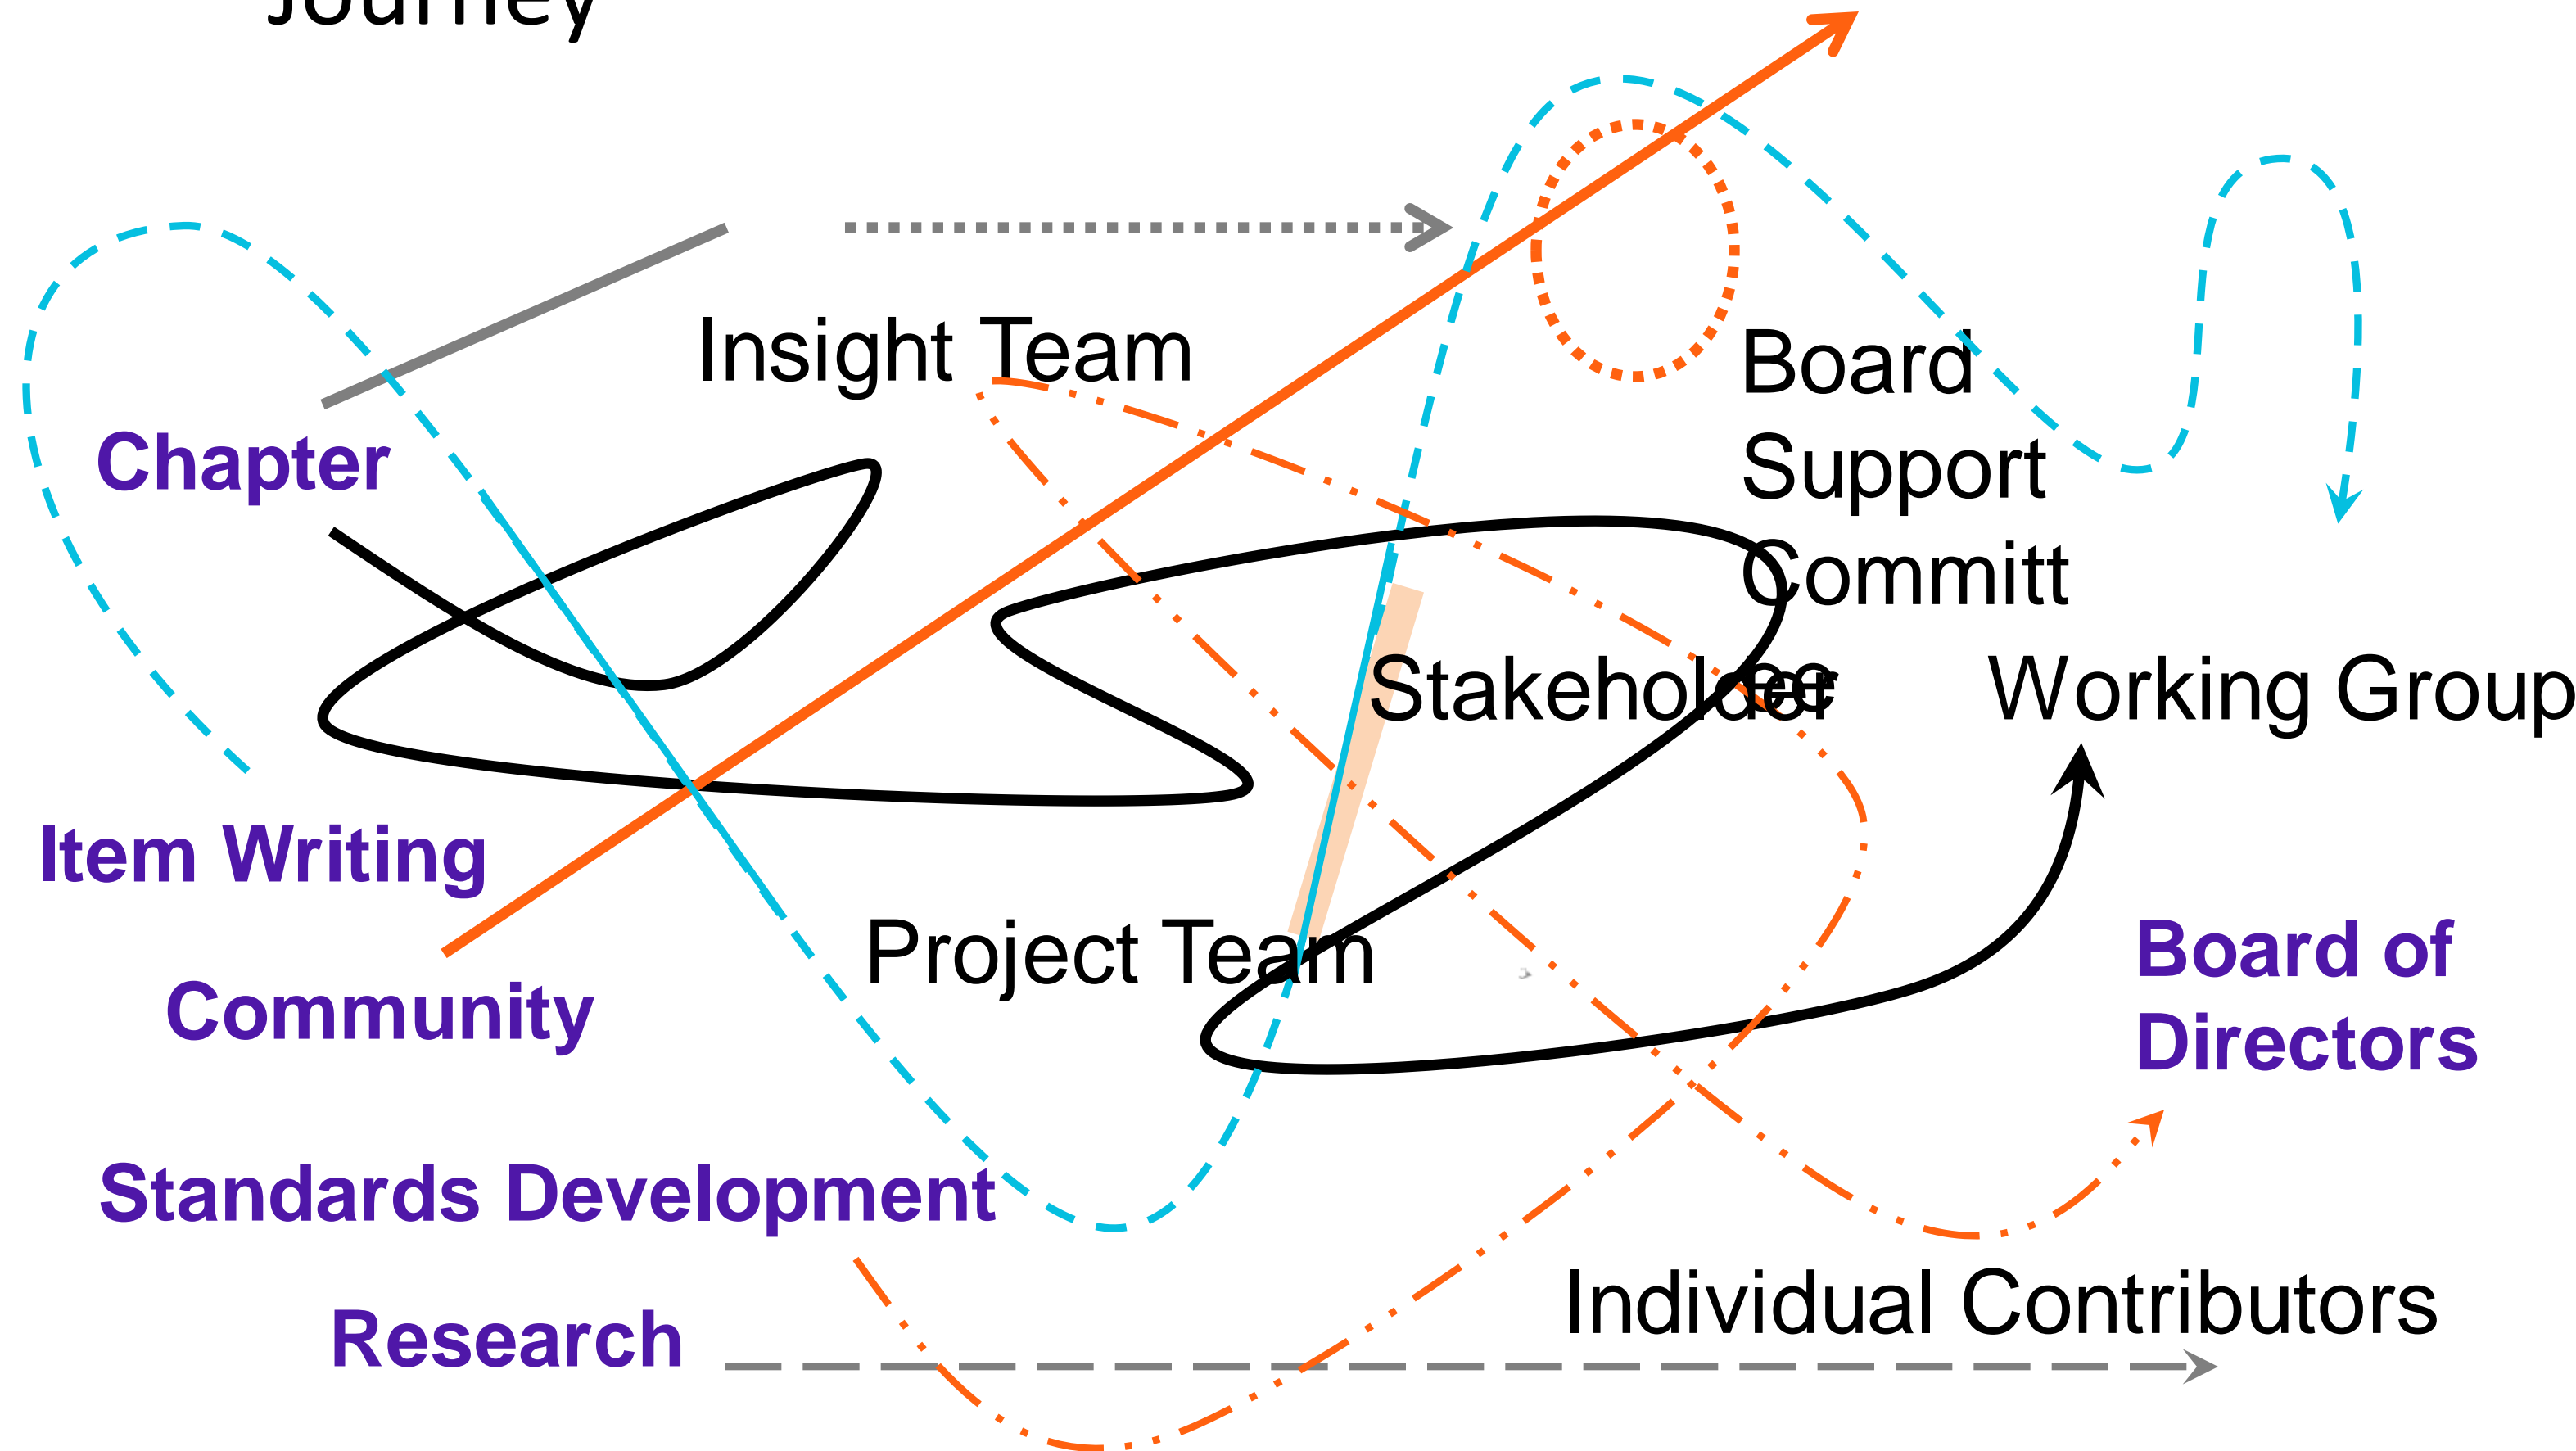 Journey
Insight Team
Board
Support
Committ
ee
Chapter
Stakeholder
Working Group
Item Writing
Project Team
Board of
Directors
Community
Standards Development
Individual Contributors
Research